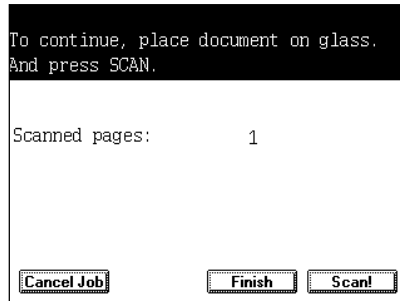 To continue, place document on glass.
And press SCAN.
Scanned pages: 1
Cancel Job Finish Scan!